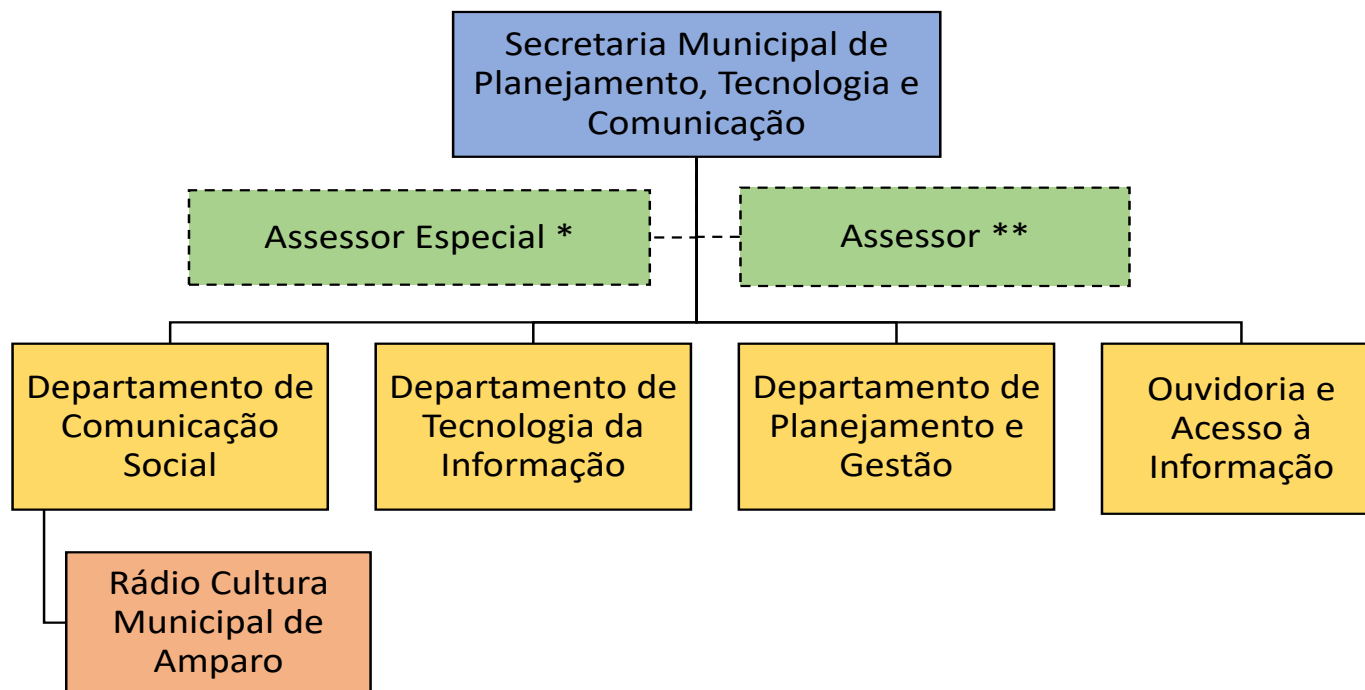 Secretaria Municipal de
Planejamento, Tecnologia e
Comunicação
Assessor Especial *
Assessor **
Departamento de
Comunicação
Social
Departamento de
Tecnologia da
Informação
Departamento de
Planejamento e
Gestão
Ouvidoria e
Acesso à
Informação
Rádio Cultura
Municipal de
Amparo